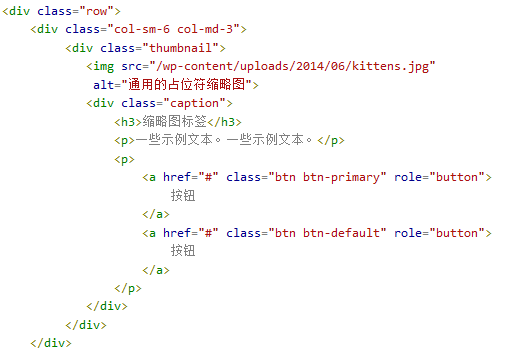 <div class="row">
<div class="col-sm-6 col-md-3">
<div class="thumbnail">
<img src="/wp-content/uploads/2014/06/kittens.jpg"
alt="通用的占位符缩略图">
<div class="caption">
<h3>缩略图标签</h3>
<p>一些示例文本。一些示例文本。</p>
<p>
<a href="#" class="btn btn-primary" role="button">
按钮
</a>
<a href="#" class="btn btn-default" role="button">
按钮
</a>
</p>
</div>
</div>
</div>